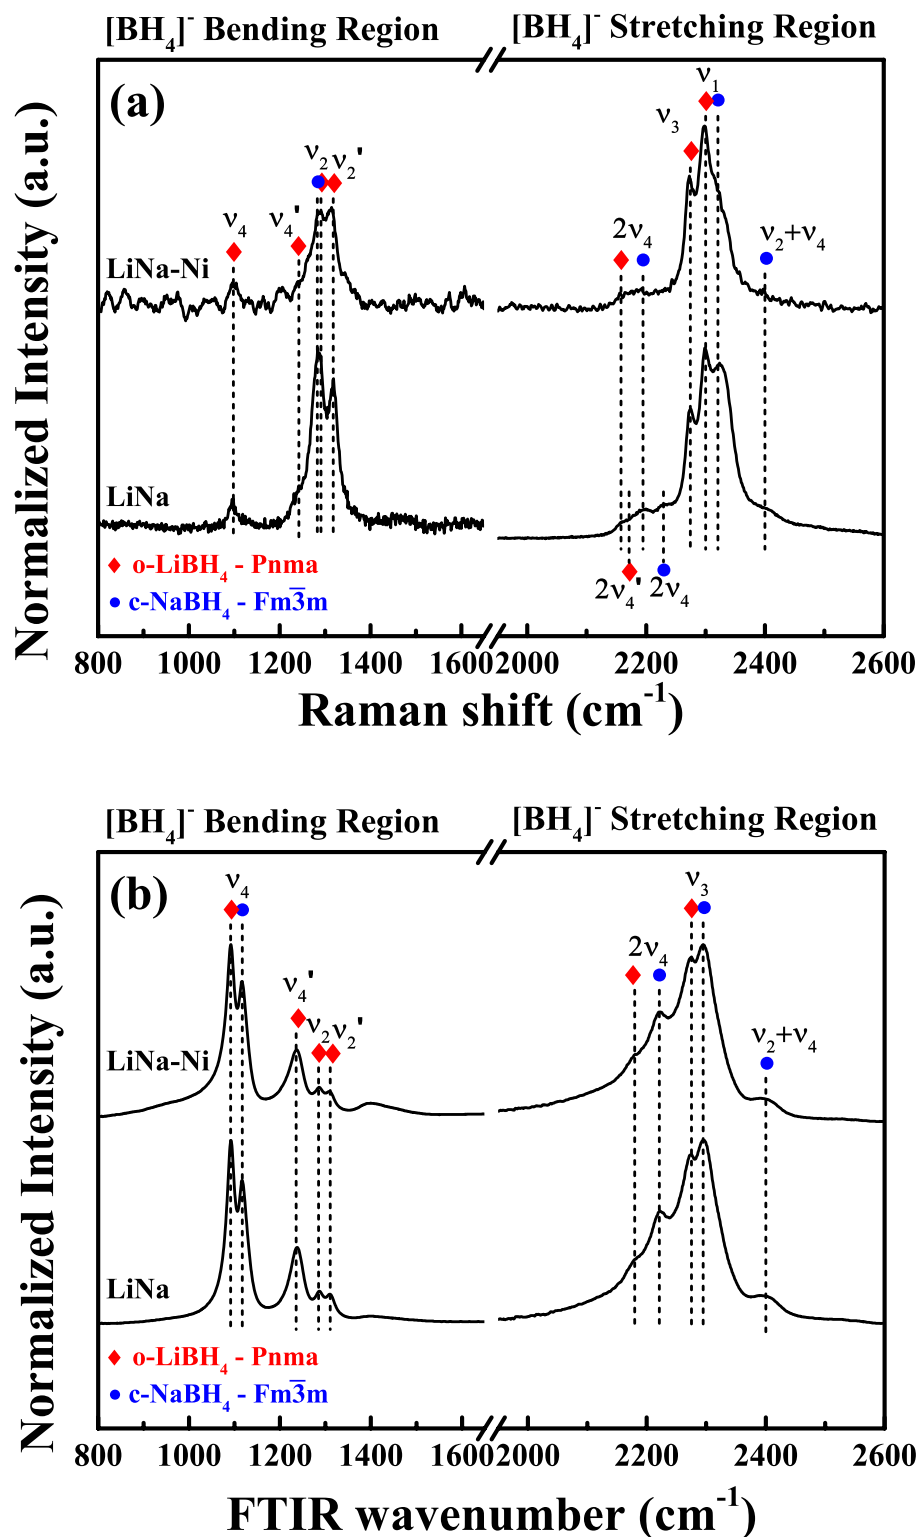 [BH₄]⁻ Bending Region [BH₄]⁻ Stretching Region
(a)
ν₁
ν₃
ν₂ ν₂'
ν₄ ν₄' 2ν₄ ν₂+ν₄
LiNa-Ni
LiNa
◆ o-LiBH₄ - Pnma
● c-NaBH₄ - Fm3̅m
2ν₄' 2ν₄
800 1000 1200 1400 1600 2000 2200 2400 2600
Raman shift (cm⁻¹)
Normalized Intensity (a.u.)
[BH₄]⁻ Bending Region [BH₄]⁻ Stretching Region
(b)
ν₄ ν₃
2ν₄
ν₄'
ν₂ ν₂' ν₂+ν₄
LiNa-Ni
LiNa
◆ o-LiBH₄ - Pnma
● c-NaBH₄ - Fm3̅m
800 1000 1200 1400 1600 2000 2200 2400 2600
FTIR wavenumber (cm⁻¹)
Normalized Intensity (a.u.)